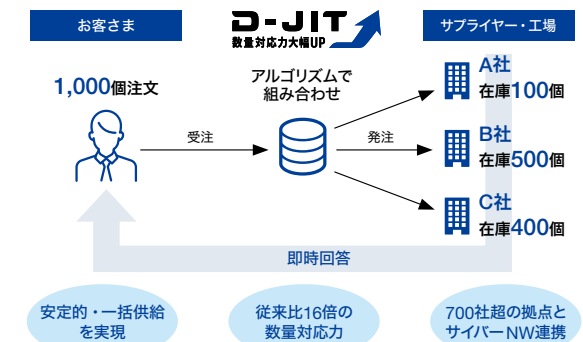 お客さま
D-JIT
数量対応力大幅UP
サプライヤー・工場
1,000個注文
アルゴリズムで
組み合わせ
受注
発注
A社
在庫100個
B社
在庫500個
C社
在庫400個
即時回答
安定的・一括供給
を実現
従来比16倍の
数量対応力
700社超の拠点と
サイバーNW連携